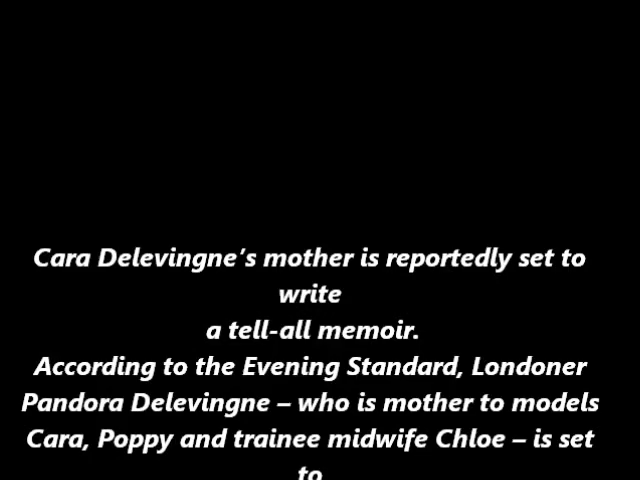 Cara Delevingne’s mother is reportedly set to
write
a tell-all memoir.
According to the Evening Standard, Londoner
Pandora Delevingne – who is mother to models
Cara, Poppy and trainee midwife Chloe – is set
to